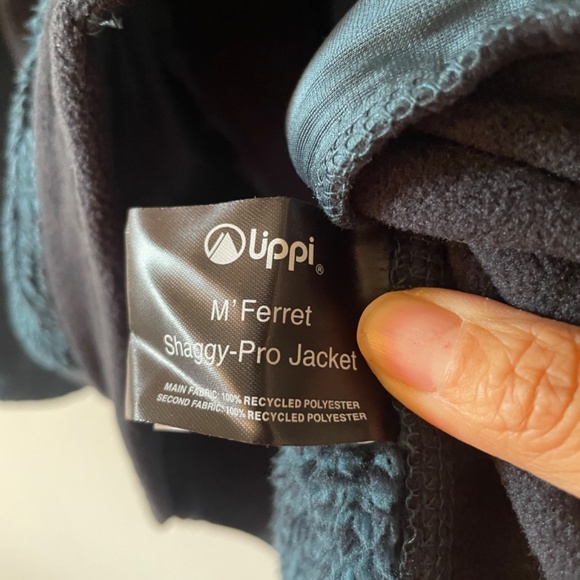 lippi®
M' Ferret
Shaggy-Pro Jacket
MAIN FABRIC: 100% RECYCLED POLYESTER
SECOND FABRIC: 100% RECYCLED POLYESTER